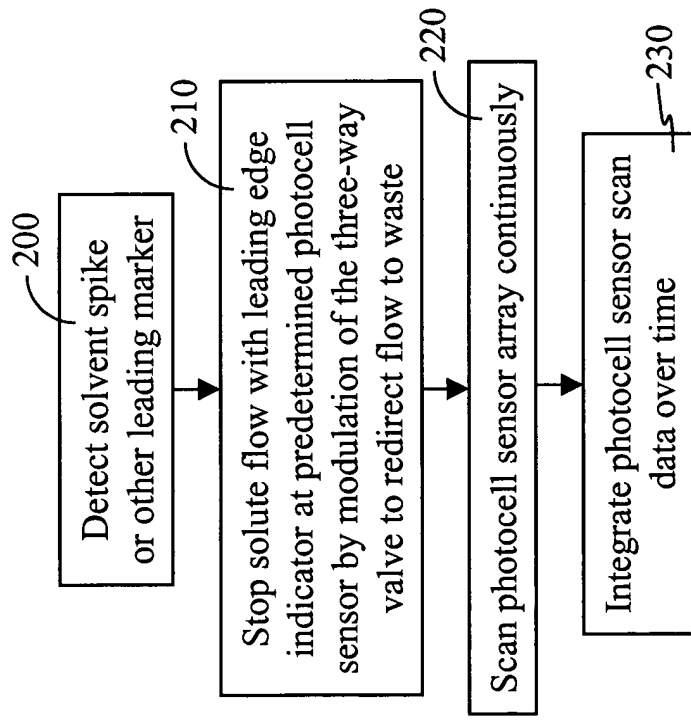 200
Detect solvent spike
or other leading marker
210
Stop solute flow with leading edge
indicator at predetermined photocell
sensor by modulation of the three-way
valve to redirect flow to waste
220
Scan photocell sensor array continuously
230
Integrate photocell sensor scan
data over time